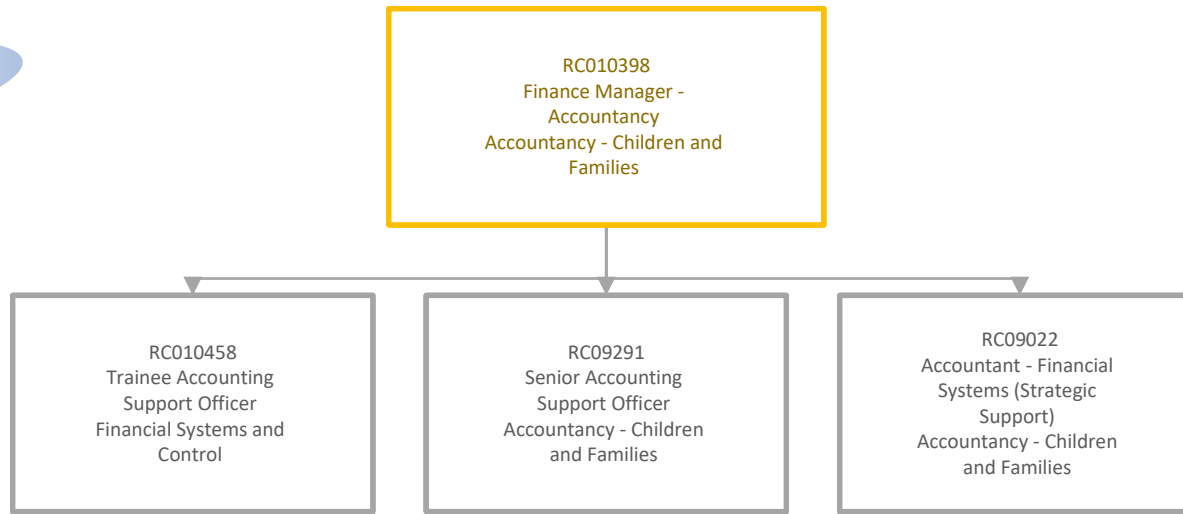 RC010398
Finance Manager -
Accountancy
Accountancy - Children and
Families
RC010458
Trainee Accounting
Support Officer
Financial Systems and
Control
RC09291
Senior Accounting
Support Officer
Accountancy - Children
and Families
RC09022
Accountant - Financial
Systems (Strategic
Support)
Accountancy - Children
and Families